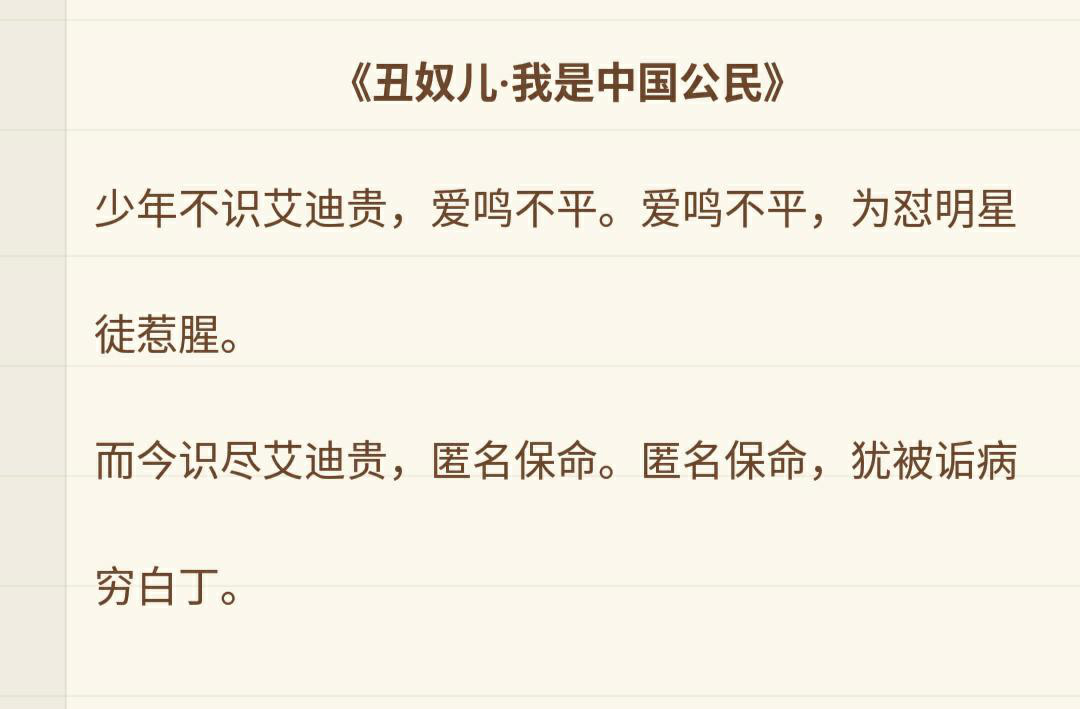 《丑奴儿·我是中国公民》
少年不识艾迪贵，爱鸣不平。爱鸣不平，为怼明星
徒惹腥。
而今识尽艾迪贵，匿名保命。匿名保命，犹被诟病
穷白丁。